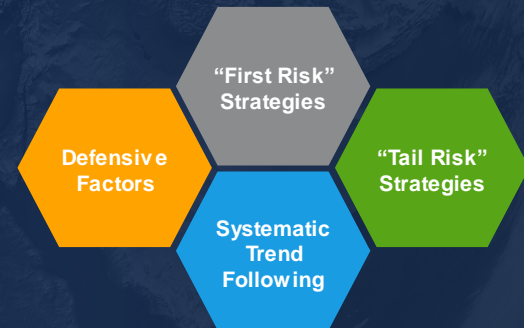 “First Risk”
Strategies
Defensive
Factors
“Tail Risk”
Strategies
Systematic
Trend
Following